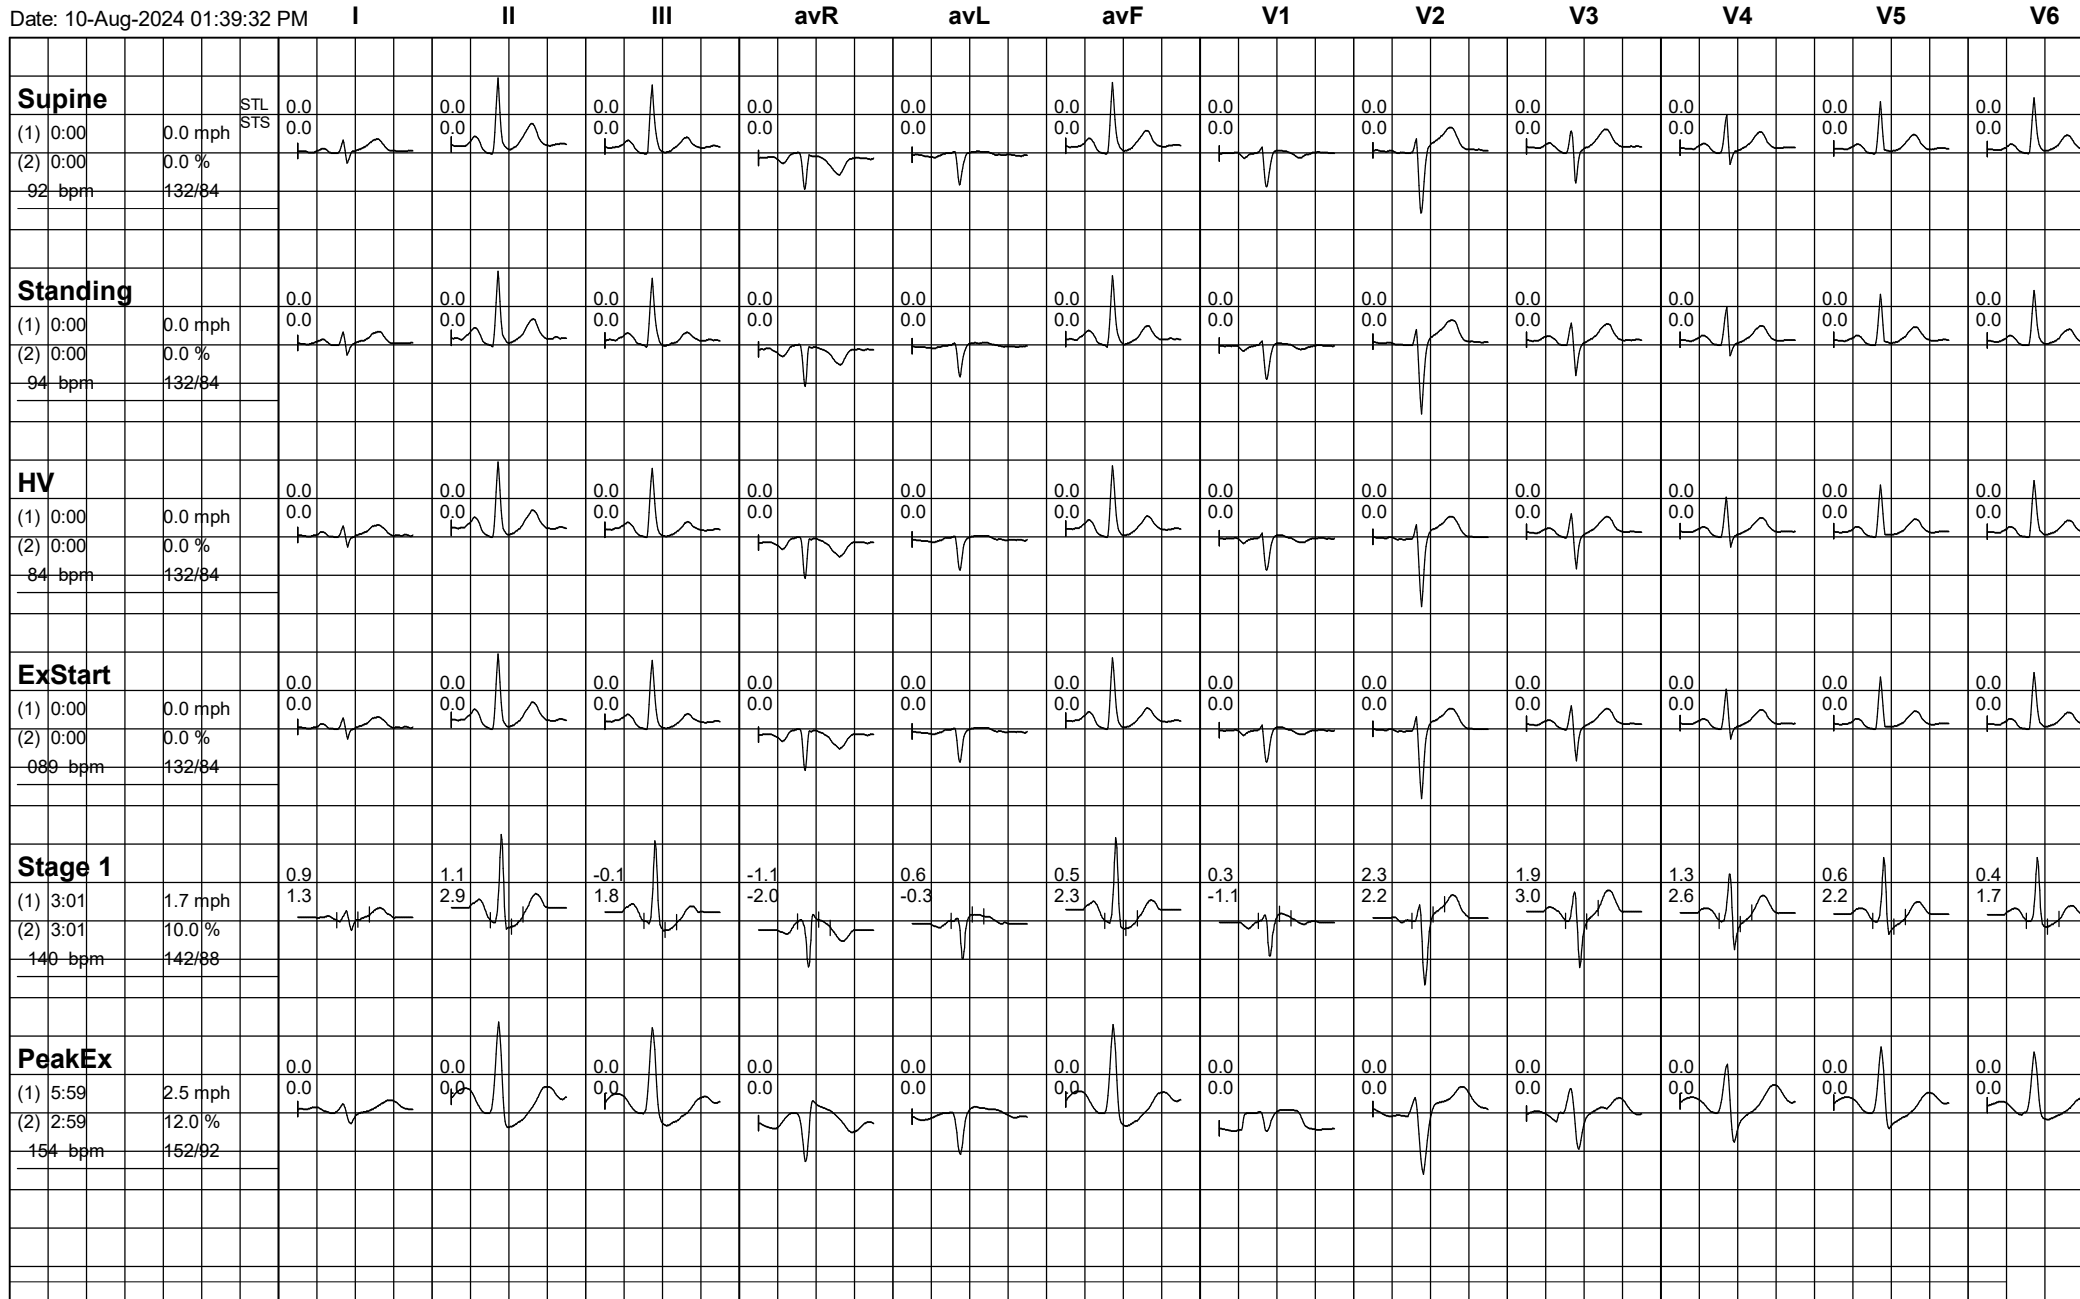 Date: 10-Aug-2024 01:39:32 PM I II III avR avL avF V1 V2 V3 V4 V5 V6
Supine
STL 0.0 0.0 0.0 0.0 0.0 0.0 0.0 0.0 0.0 0.0 0.0 0.0
STS 0.0 0.0 0.0 0.0 0.0 0.0 0.0 0.0 0.0 0.0 0.0 0.0
(1) 0:00 0.0 mph
(2) 0:00 0.0 %
92 bpm 132/84
Standing
0.0 0.0 0.0 0.0 0.0 0.0 0.0 0.0 0.0 0.0 0.0 0.0
(1) 0:00 0.0 mph 0.0 0.0 0.0 0.0 0.0 0.0 0.0 0.0 0.0 0.0 0.0 0.0
(2) 0:00 0.0 %
94 bpm 132/84
HV
0.0 0.0 0.0 0.0 0.0 0.0 0.0 0.0 0.0 0.0 0.0 0.0
(1) 0:00 0.0 mph 0.0 0.0 0.0 0.0 0.0 0.0 0.0 0.0 0.0 0.0 0.0 0.0
(2) 0:00 0.0 %
84 bpm 132/84
ExStart
0.0 0.0 0.0 0.0 0.0 0.0 0.0 0.0 0.0 0.0 0.0 0.0
(1) 0:00 0.0 mph 0.0 0.0 0.0 0.0 0.0 0.0 0.0 0.0 0.0 0.0 0.0 0.0
(2) 0:00 0.0 %
089 bpm 132/84
Stage 1
0.9 1.1 -0.1 -1.1 0.6 0.5 0.3 2.3 1.9 1.3 0.6 0.4
(1) 3:01 1.7 mph 1.3 2.9 1.8 -2.0 -0.3 2.3 -1.1 2.2 3.0 2.6 2.2 1.7
(2) 3:01 10.0 %
140 bpm 142/88
PeakEx
0.0 0.0 0.0 0.0 0.0 0.0 0.0 0.0 0.0 0.0 0.0 0.0
(1) 5:59 2.5 mph 0.0 0.0 0.0 0.0 0.0 0.0 0.0 0.0 0.0 0.0 0.0 0.0
(2) 2:59 12.0 %
154 bpm 152/92